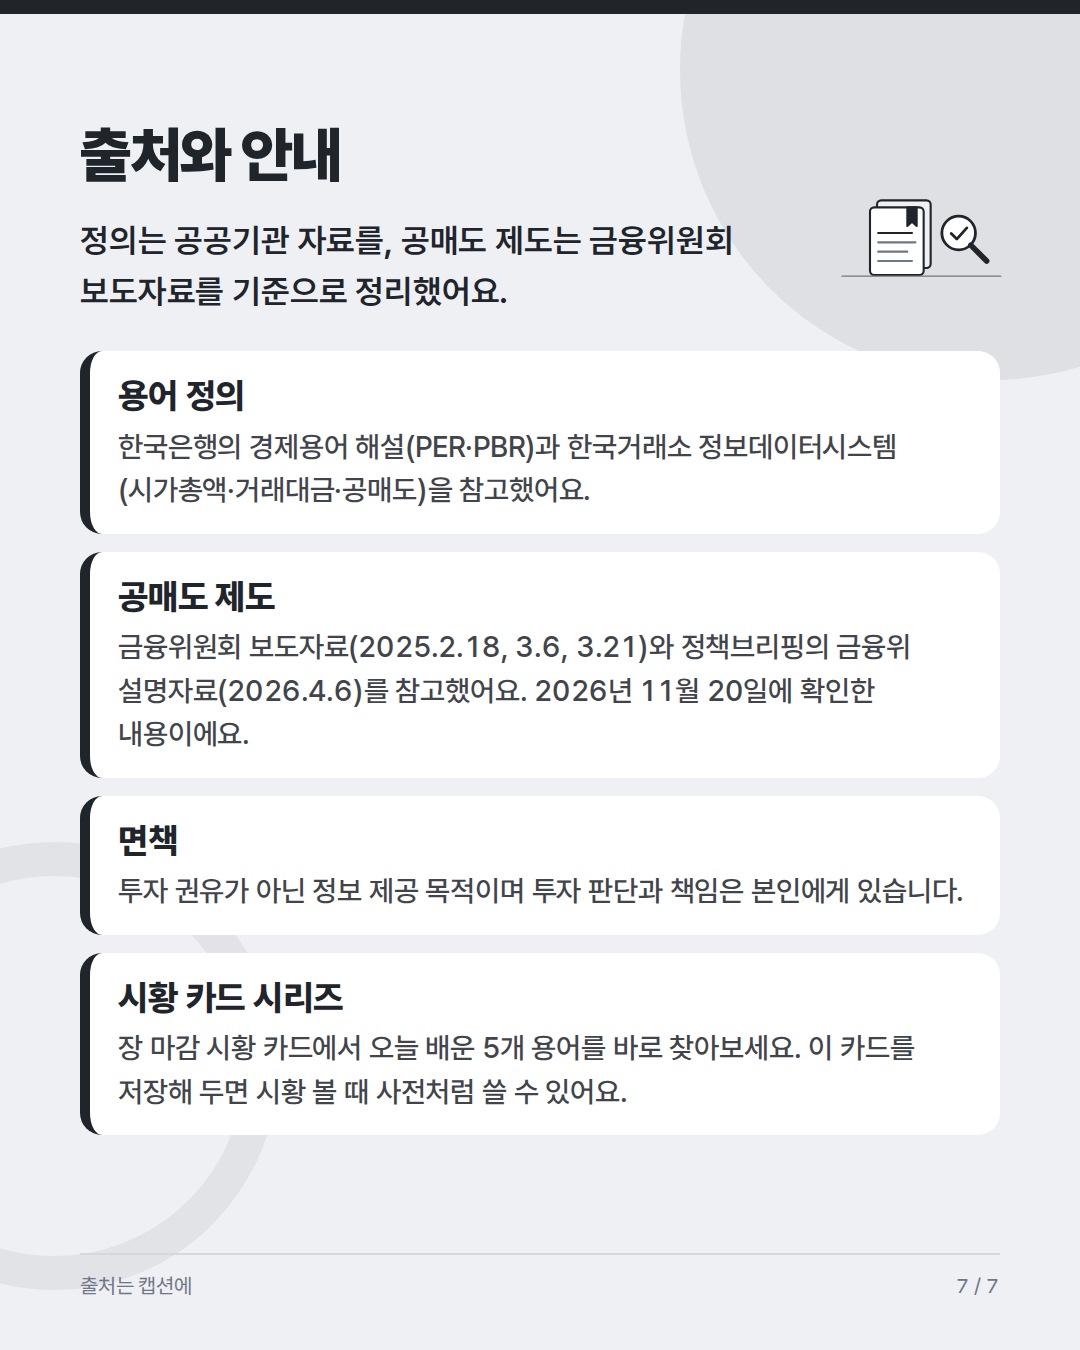 출처와 안내
정의는 공공기관 자료를, 공매도 제도는 금융위원회
보도자료를 기준으로 정리했어요.
용어 정의
한국은행의 경제용어 해설(PER·PBR)과 한국거래소 정보데이터시스템
(시가총액·거래대금·공매도)을 참고했어요.
공매도 제도
금융위원회 보도자료(2025.2.18, 3.6, 3.21)와 정책브리핑의 금융위
설명자료(2026.4.6)를 참고했어요. 2026년 11월 20일에 확인한
내용이에요.
면책
투자 권유가 아닌 정보 제공 목적이며 투자 판단과 책임은 본인에게 있습니다.
시황 카드 시리즈
장 마감 시황 카드에서 오늘 배운 5개 용어를 바로 찾아보세요. 이 카드를
저장해 두면 시황 볼 때 사전처럼 쓸 수 있어요.
출처는 캡션에
7 / 7